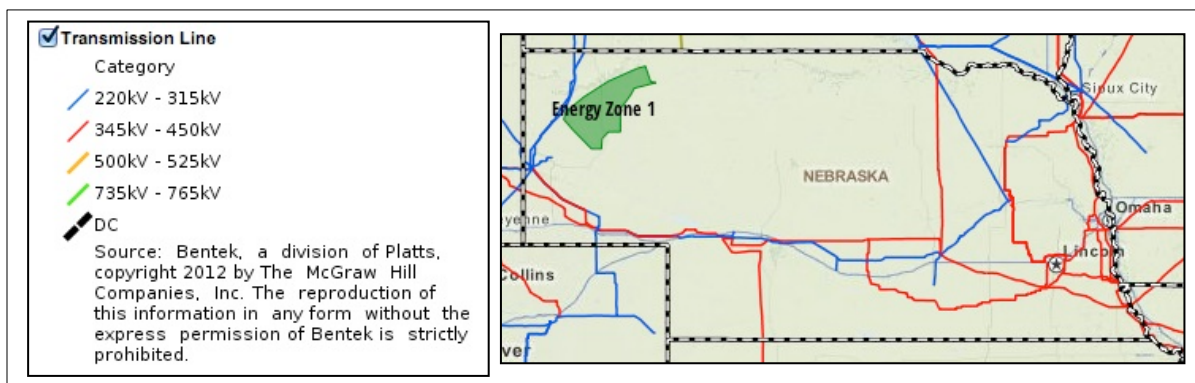 Transmission Line
Category
220kV - 315kV
345kV - 450kV
500kV - 525kV
735kV - 765kV
DC
Source: Bentek, a division of Platts,
copyright 2012 by The McGraw Hill
Companies, Inc. The reproduction of
this information in any form without the
express permission of Bentek is strictly
prohibited.
Energy Zone 1
Sioux City
NEBRASKA
Omaha
eyenne
Lincoln
Collins
ver